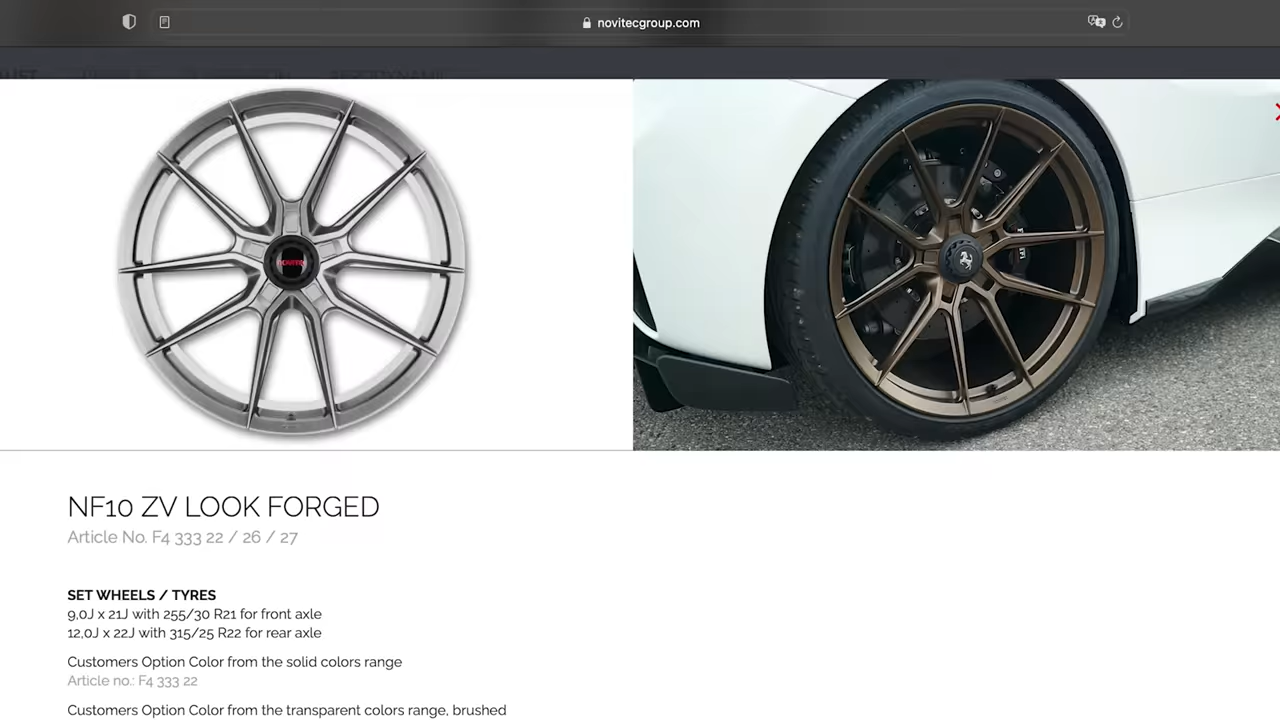 novitecgroup.com
NF10 ZV LOOK FORGED
Article No. F4 333 22 / 26 / 27
SET WHEELS / TYRES
9,0J x 21J with 255/30 R21 for front axle
12,0J x 22J with 315/25 R22 for rear axle
Customers Option Color from the solid colors range
Article no.: F4 333 22
Customers Option Color from the transparent colors range, brushed